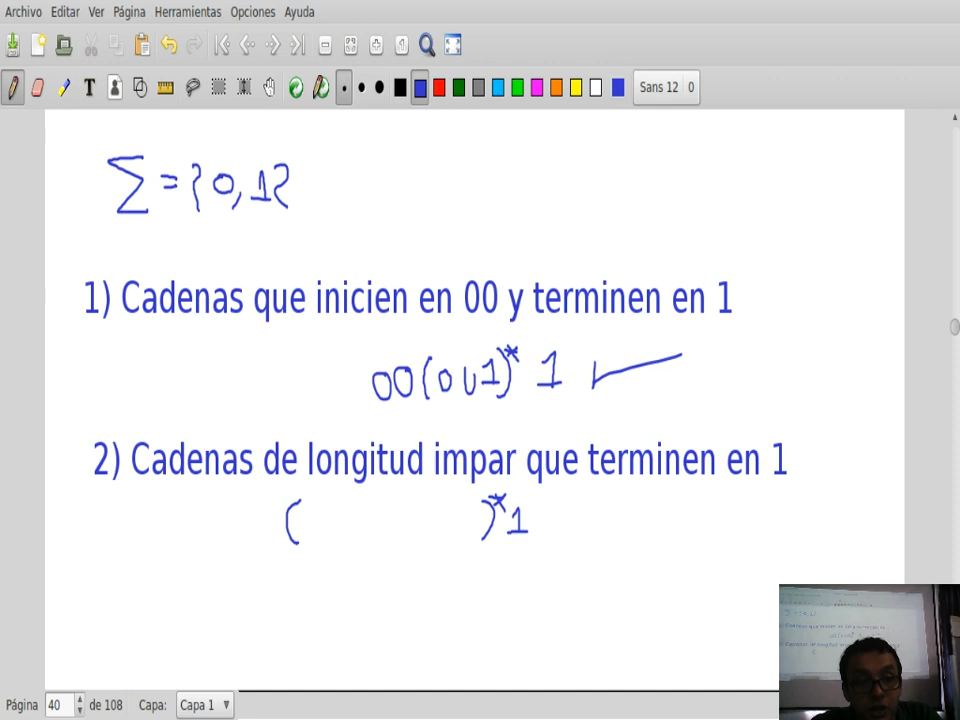 Archivo Editar Ver Página Herramientas Opciones Ayuda
T Sans 12 0
Σ = {0, 1}
1) Cadenas que inicien en 00 y terminen en 1
00(0∪1)* 1
2) Cadenas de longitud impar que terminen en 1
( )*1
Página 40 de 108 Capa: Capa 1